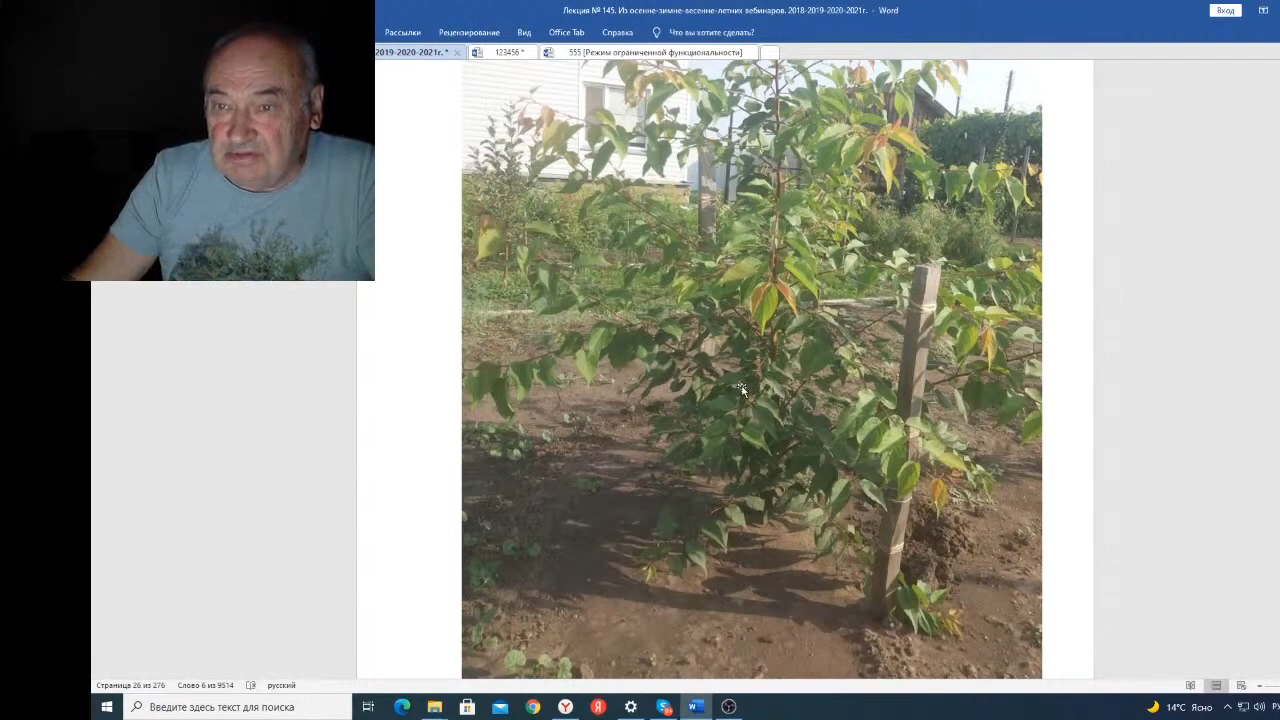 Лекция № 145. Из осенне-зимне-весенне-летних вебинаров. 2018-2019-2020-2021г. - Word
Вход
Рассылки Рецензирование Вид Office Tab Справка Что вы хотите сделать?
2019-2020-2021г. * 123456 * 555 [Режим ограниченной функциональности]
Страница 26 из 276 Слово 6 из 9514 русский
Введите здесь текст для поиска
14°C Ясно